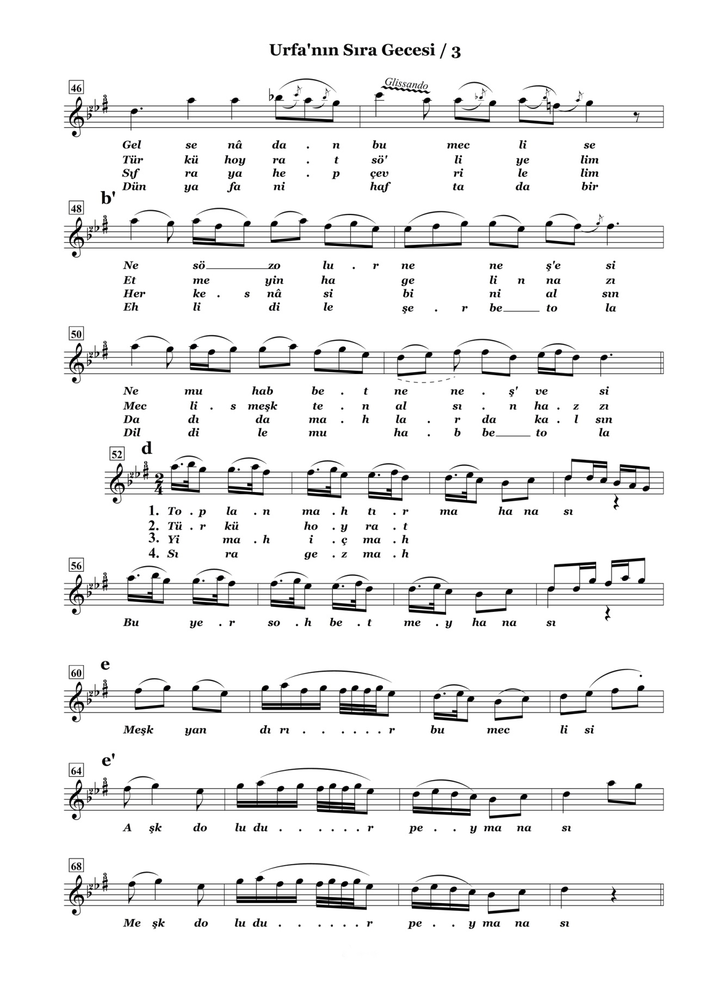 Urfa'nın Sıra Gecesi / 3
46
Glissando
Gel se nâ da . n bu mec li se
Tür kü hoy ra . t sö' li ye lim
Sıf ra ya he . p çev ri le lim
Dün ya fa ni haf ta da bir
b'
48
Ne sö zo lu . r ne ne ş'e si
Et me yin ha ge li n na zı
Her ke . s nâ si bi ni al sın
Eh li di le şe . r be to la
50
Ne mu hab be . t ne ne . ş' ve si
Mec li . s meşk te . n al sı . n ha . z zı
Da dı da ma . h la . r da ka . l sın
Dil di le mu ha . b be to la
d
52
2
4
1. To . p la . n ma . h tı . r ma ha na sı
2. Tü . r kü ho . y ra . t
3. Yi ma . h i . ç ma . h
4. Sı ra ge . z ma . h
56
Bu ye . r so . h be . t me . y ha na sı
e
60
Meşk yan dı rı . . . . . . r bu mec li si
e'
64
A şk do lu du . . . . . . r pe . . y ma na sı
68
Me şk do lu du . . . . . . r pe . . y ma na sı